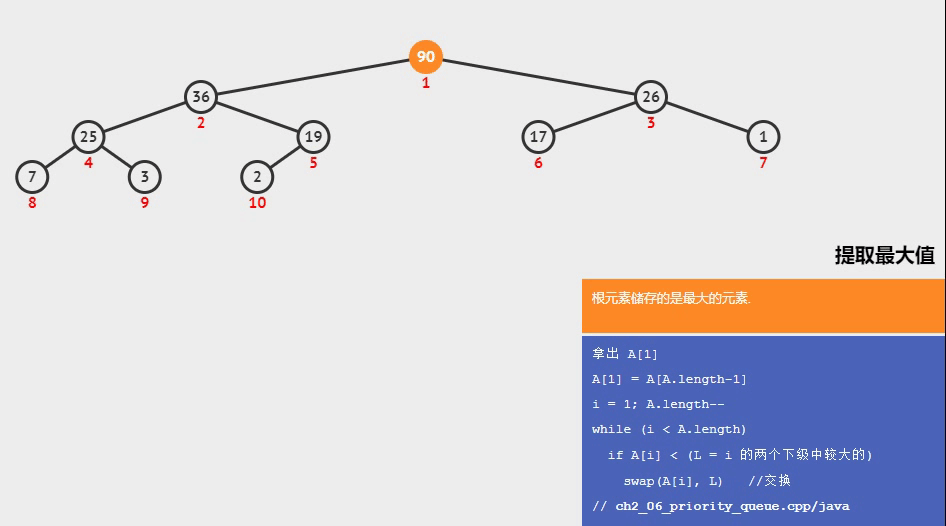 90
1
36
26
2
3
25
19
17
1
4
5
6
7
7
3
2
8
9
10
提取最大值
根元素储存的是最大的元素.
拿出 A[1]
A[1] = A[A.length-1]
i = 1; A.length--
while (i < A.length)
if A[i] < (L = i 的两个下级中较大的)
swap(A[i], L) //交换
// ch2_06_priority_queue.cpp/java